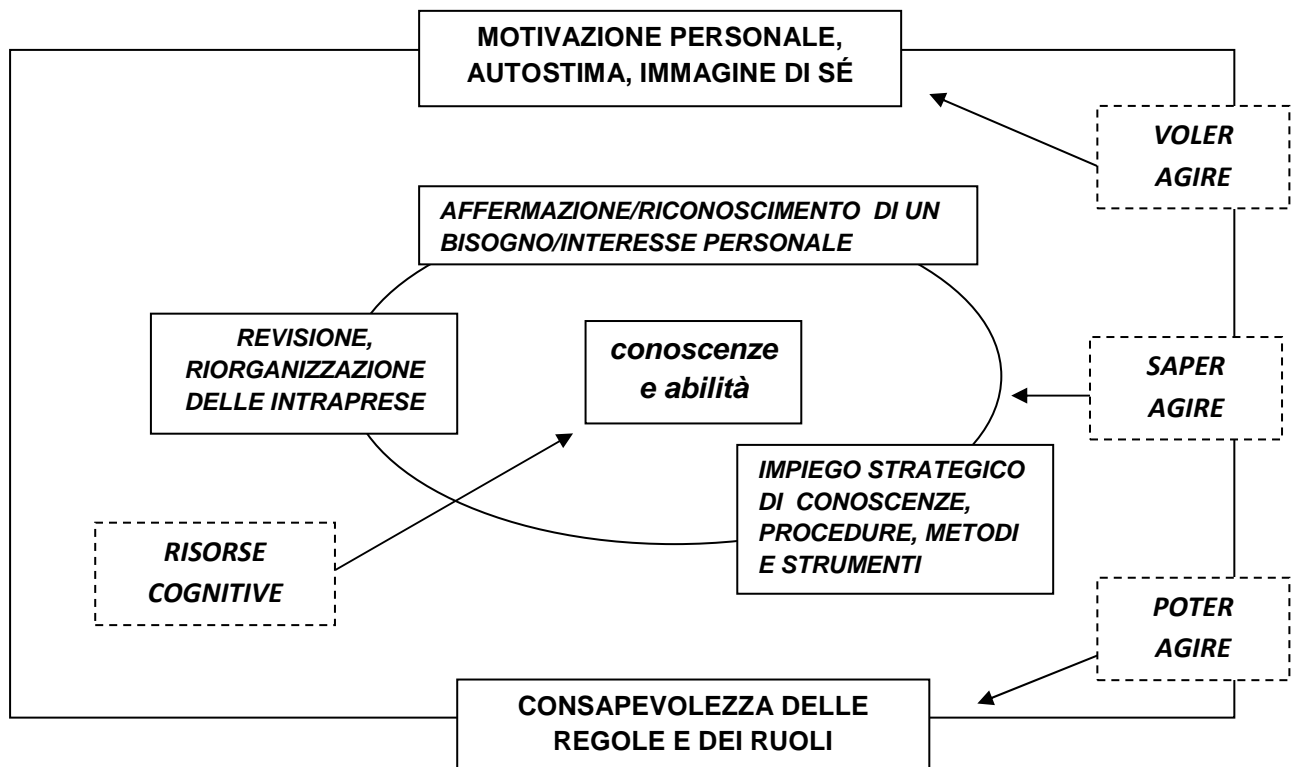 MOTIVAZIONE PERSONALE,
AUTOSTIMA, IMMAGINE DI SÉ
VOLER
AGIRE
AFFERMAZIONE/RICONOSCIMENTO DI UN
BISOGNO/INTERESSE PERSONALE
REVISIONE,
RIORGANIZZAZIONE
DELLE INTRAPRESE
conoscenze
e abilità
SAPER
AGIRE
IMPIEGO STRATEGICO
DI CONOSCENZE,
PROCEDURE, METODI
E STRUMENTI
RISORSE
COGNITIVE
POTER
AGIRE
CONSAPEVOLEZZA DELLE
REGOLE E DEI RUOLI